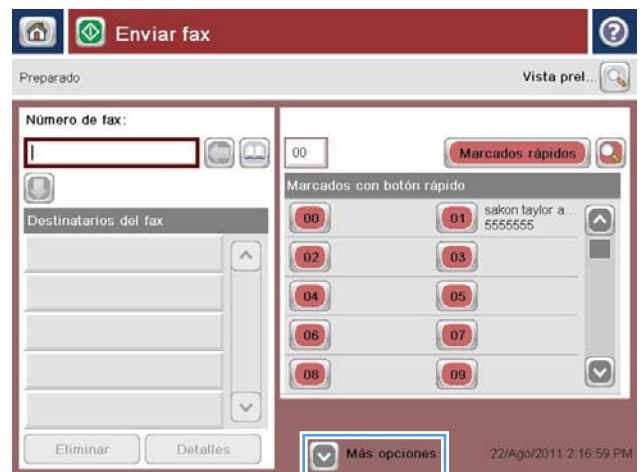 Enviar fax
Preparado
Vista prel...
Número de fax:
00
Marcados rápidos
Marcados con botón rápido
Destinatarios del fax
00
01
sakon taylor a...
5555555
02
03
04
05
06
07
08
09
Eliminar
Detalles
Más opciones
22/Ago/2011 2:16:59 PM